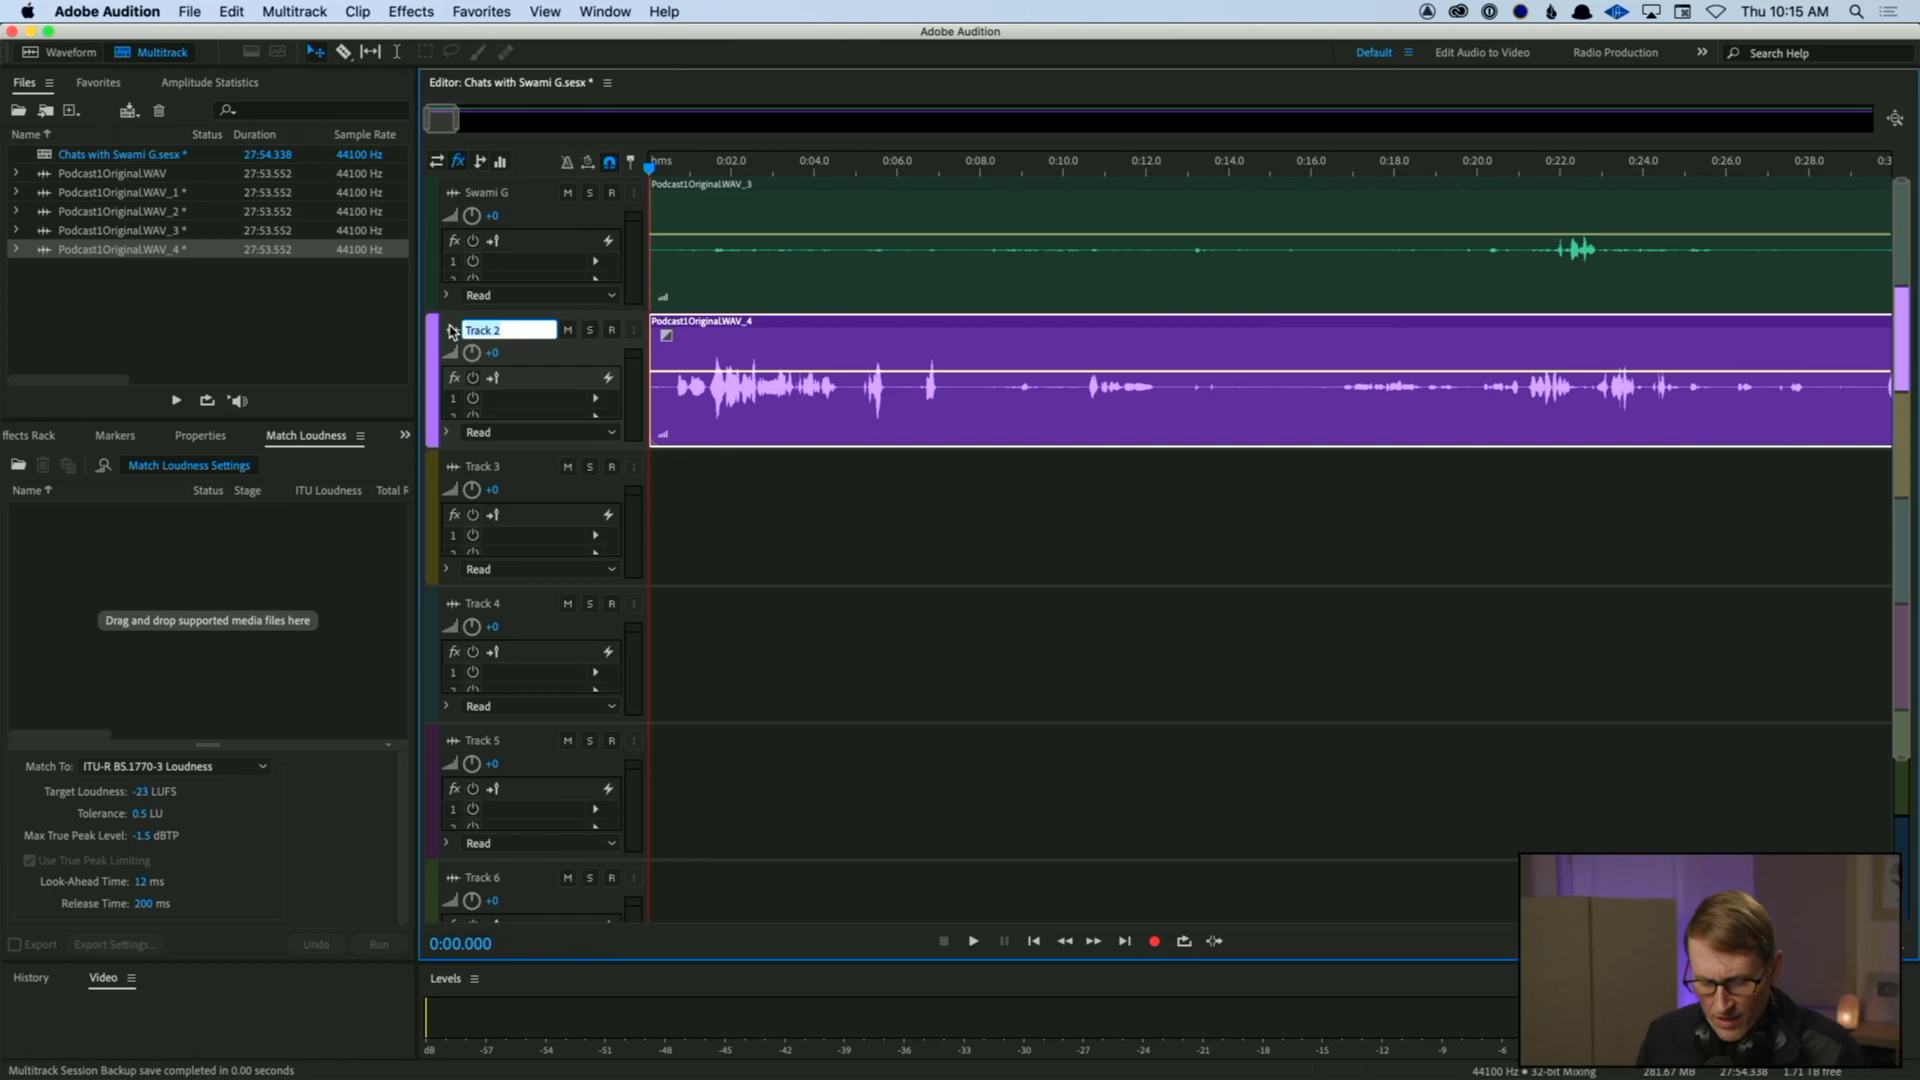 Adobe Audition File Edit Multitrack Clip Effects Favorites View Window Help Thu 10:15 AM
Adobe Audition
Waveform Multitrack Default Edit Audio to Video Radio Production Search Help
Files Favorites Amplitude Statistics
Editor: Chats with Swami G.sesx *
Name Status Duration Sample Rate
Chats with Swami G.sesx * 27:54.338 44100 Hz
Podcast1Original.WAV 27:53.552 44100 Hz
Podcast1Original.WAV_1 * 27:53.552 44100 Hz
Podcast1Original.WAV_2 * 27:53.552 44100 Hz
Podcast1Original.WAV_3 * 27:53.552 44100 Hz
Podcast1Original.WAV_4 * 27:53.552 44100 Hz
fx
hms 0:02.0 0:04.0 0:06.0 0:08.0 0:10.0 0:12.0 0:14.0 0:16.0 0:18.0 0:20.0 0:22.0 0:24.0 0:26.0 0:28.0 0:3
Swami G M S R I
Podcast1Original.WAV_3
+0
fx
1
Read
Track 2 M S R I
Podcast1Original.WAV_4
+0
fx
1
Read
Track 3 M S R I
+0
fx
1
Read
Track 4 M S R I
+0
fx
1
Read
Track 5 M S R I
+0
fx
1
Read
Track 6 M S R I
+0
ffects Rack Markers Properties Match Loudness
Match Loudness Settings
Name Status Stage ITU Loudness Total R
Drag and drop supported media files here
Match To: ITU-R BS.1770-3 Loudness
Target Loudness: -23 LUFS
Tolerance: 0.5 LU
Max True Peak Level: -1.5 dBTP
Use True Peak Limiting
Look-Ahead Time: 12 ms
Release Time: 200 ms
Export Export Settings... Undo Run
0:00.000
History Video
Levels
dB -57 -54 -51 -48 -45 -42 -39 -36 -33 -30 -27 -24 -21 -18 -15 -12 -9 -6
Multitrack Session Backup save completed in 0.00 seconds
44100 Hz • 32-bit Mixing 281.67 MB 27:54.338 1.71 TB free